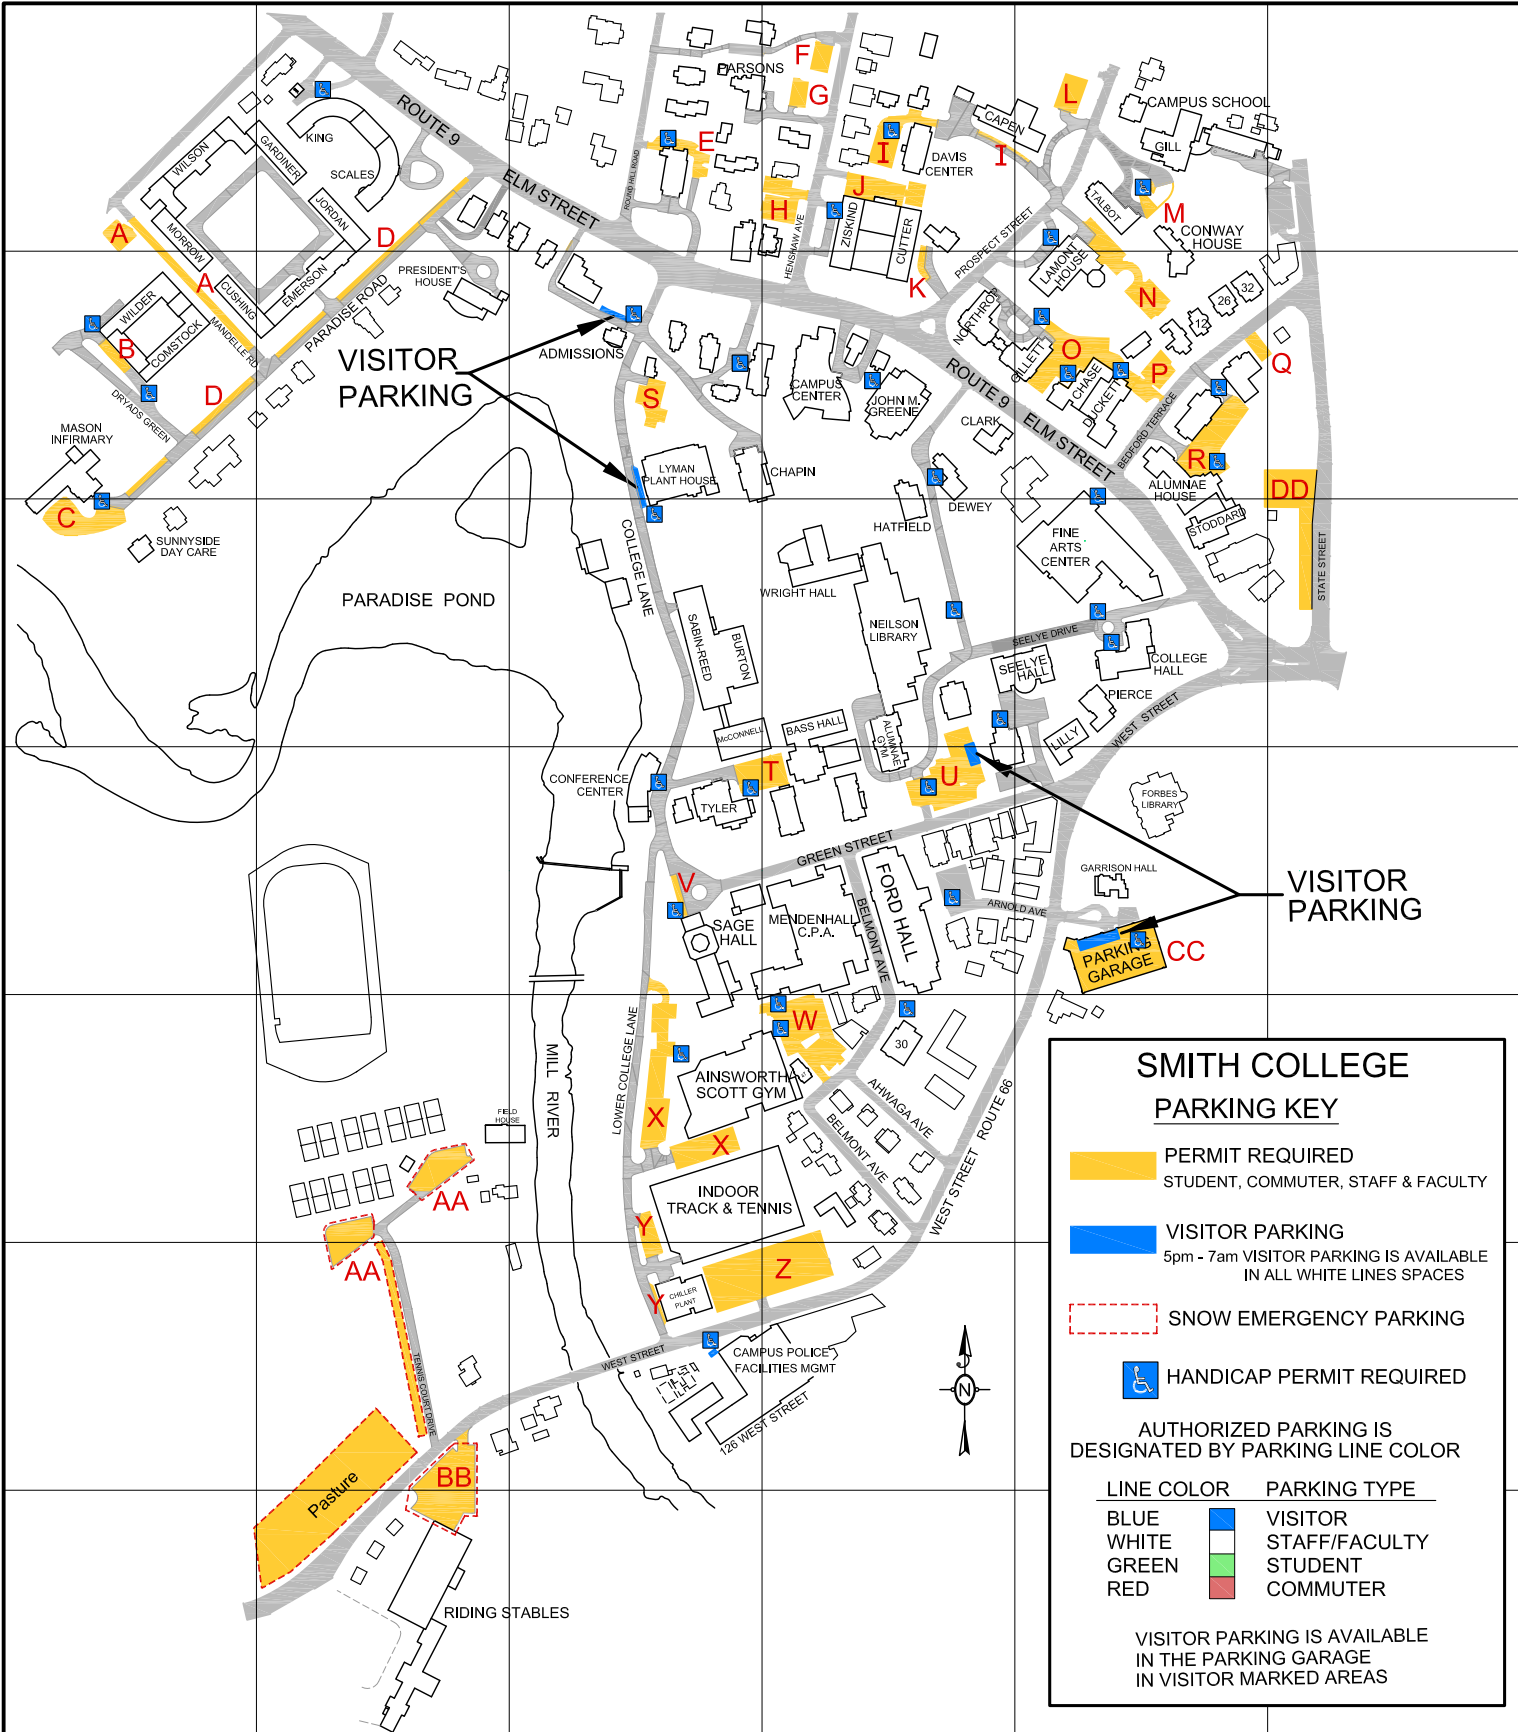 F
PARSONS
G
L
CAMPUS SCHOOL
ROUTE 9
KING
GARDINER
WILSON
SCALES
JORDAN
MORROW
CUSHING
EMERSON
ELM STREET
ROUND HILL ROAD
E
H
HENSHAW AVE
I
J
ZISKIND
CUTTER
DAVIS
CENTER
CAPEN
I
GILL
TALBOT
M
CONWAY
HOUSE
LAMONT
HOUSE
PROSPECT STREET
K
N
A
A
D
PRESIDENT'S
HOUSE
WILDER
COMSTOCK
B
MANDELLE RD
PARADISE ROAD
DRYADS GREEN
D
MASON
INFIRMARY
C
SUNNYSIDE
DAY CARE
VISITOR
PARKING
ADMISSIONS
S
LYMAN
PLANT HOUSE
CHAPIN
CAMPUS
CENTER
JOHN M.
GREENE
NORTHROP
GILLETT
O
CHASE
DUCKETT
P
12
26
32
Q
ROUTE 9
ELM STREET
BEDFORD TERRACE
R
ALUMNAE
HOUSE
STODDARD
DD
STATE STREET
CLARK
DEWEY
HATFIELD
FINE
ARTS
CENTER
COLLEGE LANE
PARADISE POND
WRIGHT HALL
NEILSON
LIBRARY
SABIN-REED
BURTON
SEELYE DRIVE
SEELYE
HALL
COLLEGE
HALL
PIERCE
LILLY
WEST STREET
McCONNELL
BASS HALL
ALUMNAE
GYM
T
U
CONFERENCE
CENTER
TYLER
FORBES
LIBRARY
GREEN STREET
GARRISON HALL
V
FORD HALL
ARNOLD AVE
VISITOR
PARKING
SAGE
HALL
MENDENHALL
C.P.A.
BELMONT AVE
PARKING
GARAGE
CC
W
30
LOWER COLLEGE LANE
MILL RIVER
AINSWORTH
SCOTT GYM
AHWAGA AVE
BELMONT AVE
WEST STREET ROUTE 66
FIELD
HOUSE
X
X
INDOOR
TRACK & TENNIS
AA
AA
Y
Z
Y
CHILLER
PLANT
TENNIS COURT DRIVE
WEST STREET
CAMPUS POLICE
FACILITIES MGMT
126 WEST STREET
N
Pasture
BB
RIDING STABLES
SMITH COLLEGE
PARKING KEY
PERMIT REQUIRED
STUDENT, COMMUTER, STAFF & FACULTY
VISITOR PARKING
5pm - 7am VISITOR PARKING IS AVAILABLE
IN ALL WHITE LINES SPACES
SNOW EMERGENCY PARKING
HANDICAP PERMIT REQUIRED
AUTHORIZED PARKING IS
DESIGNATED BY PARKING LINE COLOR
LINE COLOR PARKING TYPE
BLUE VISITOR
WHITE STAFF/FACULTY
GREEN STUDENT
RED COMMUTER
VISITOR PARKING IS AVAILABLE
IN THE PARKING GARAGE
IN VISITOR MARKED AREAS